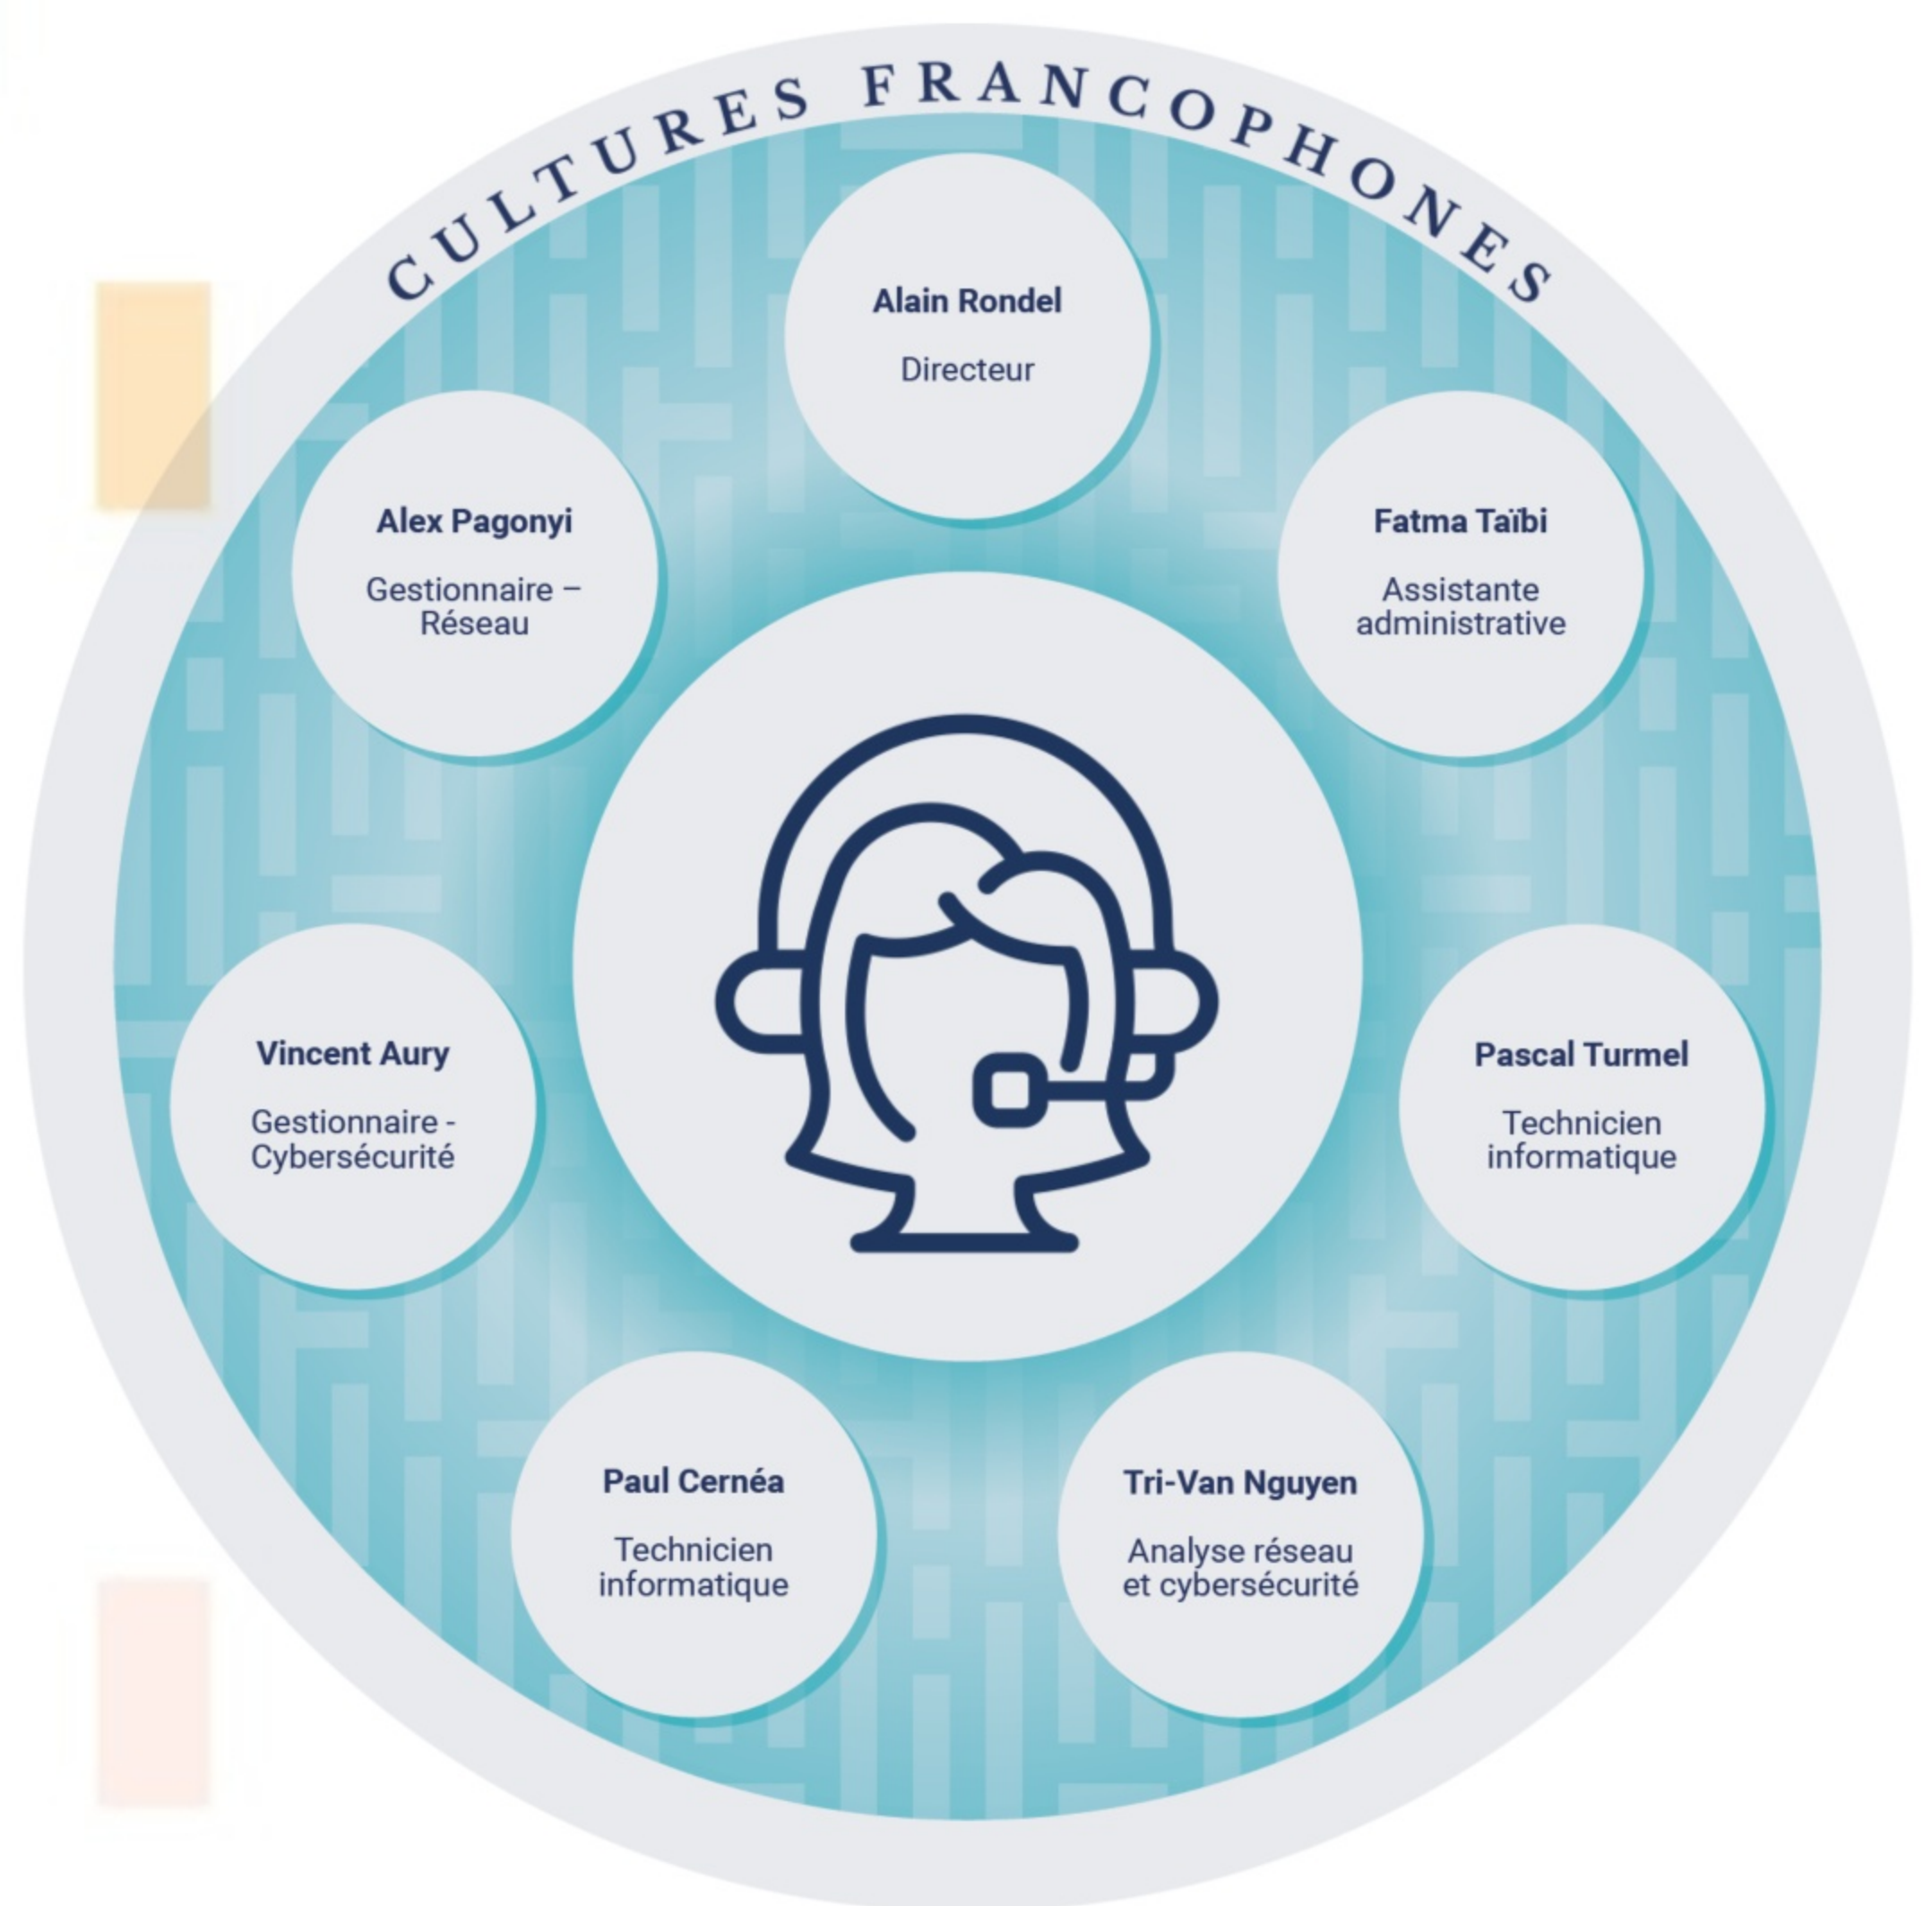 CULTURES FRANCOPHONES
Alain Rondel
Directeur
Alex Pagonyi
Gestionnaire –
Réseau
Fatma Taïbi
Assistante
administrative
Vincent Aury
Gestionnaire -
Cybersécurité
Pascal Turmel
Technicien
informatique
Paul Cernéa
Technicien
informatique
Tri-Van Nguyen
Analyse réseau
et cybersécurité